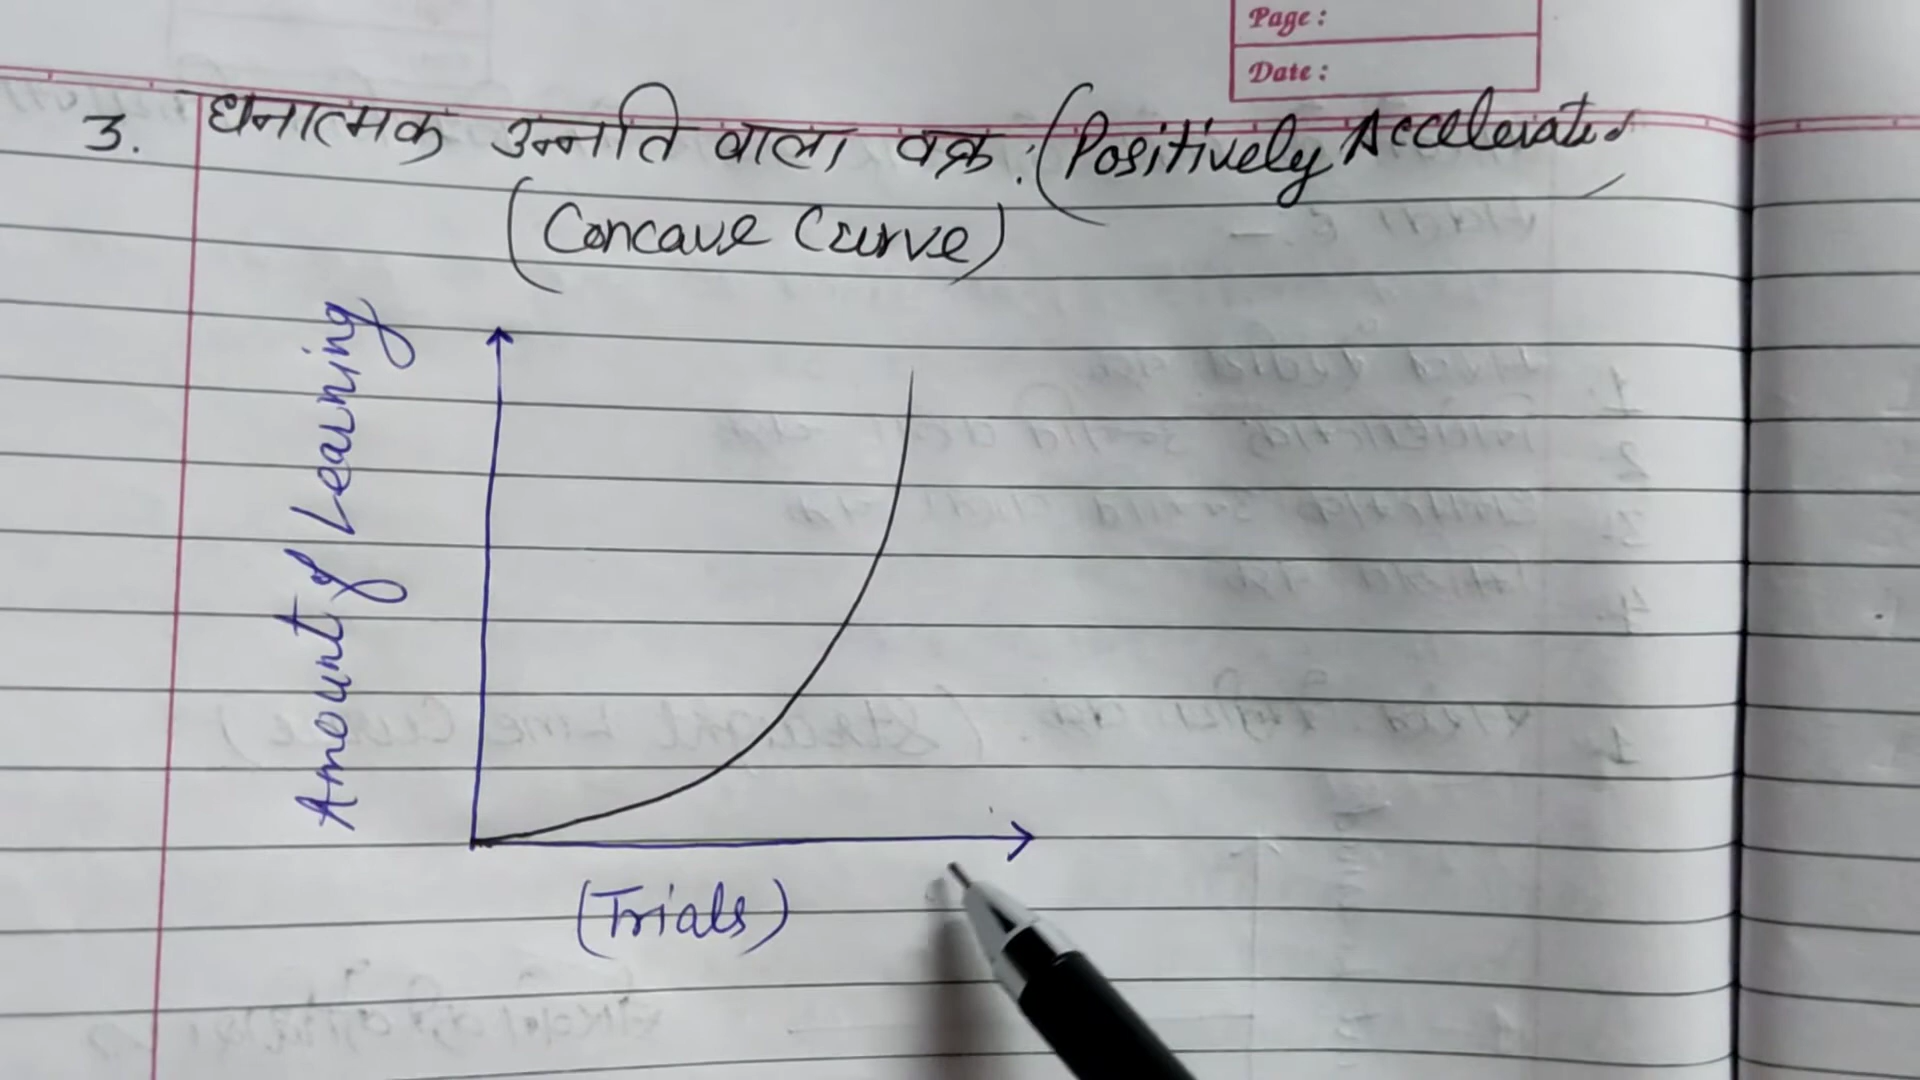 Page :
Date :
3. धनात्मक उन्नति वाला वक्र. (Positively Accelerated
(Concave Curve)
Amount of Learning
(Trials)